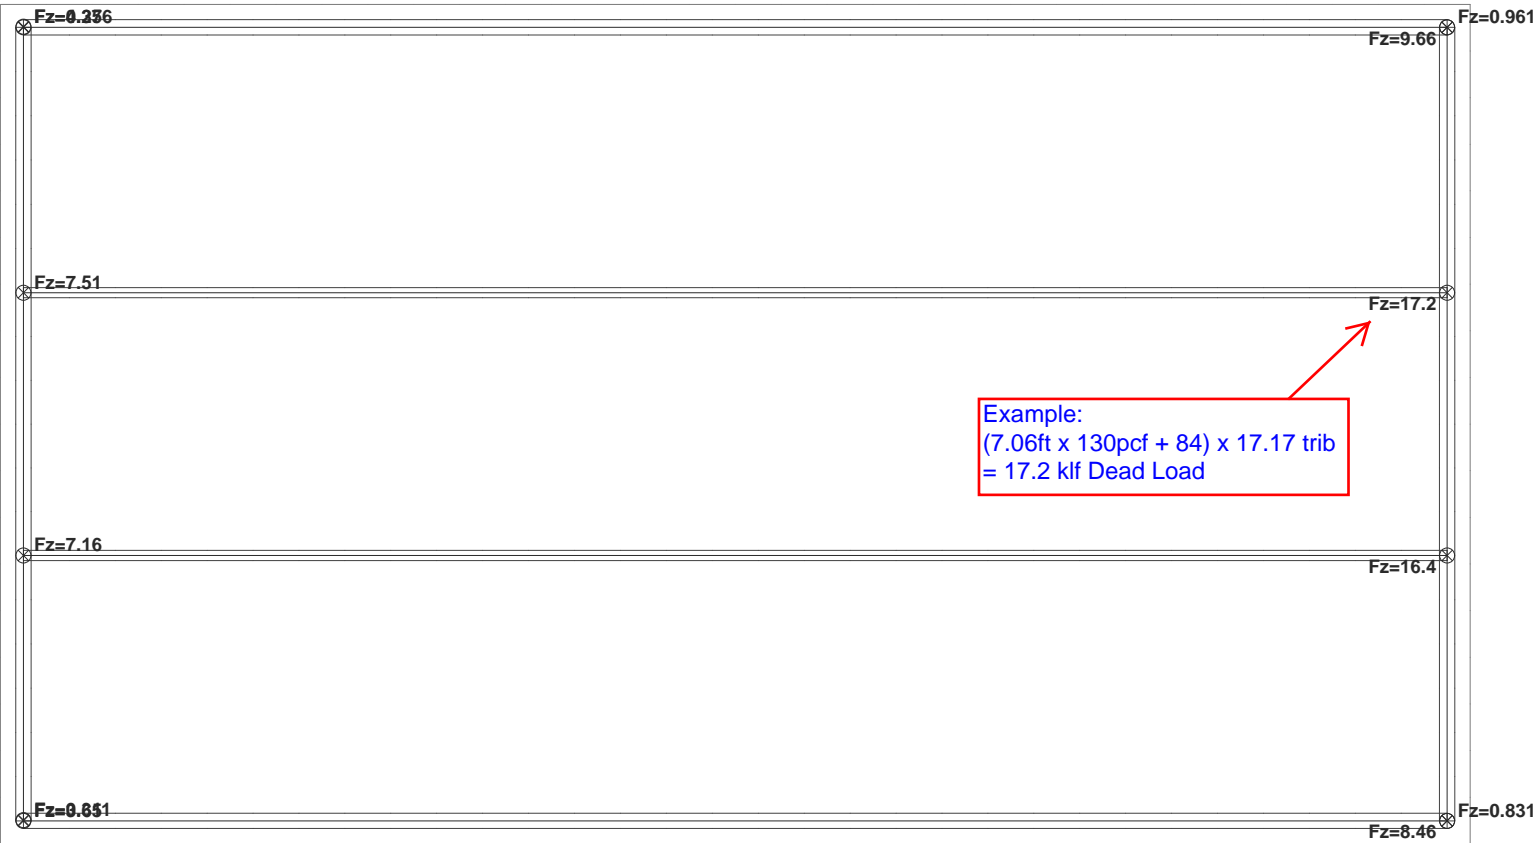 Fz=0.961
Fz=9.66
Fz=7.51
Fz=17.2
Example:
(7.06ft x 130pcf + 84) x 17.17 trib
= 17.2 klf Dead Load
Fz=7.16
Fz=16.4
Fz=0.831
Fz=8.46